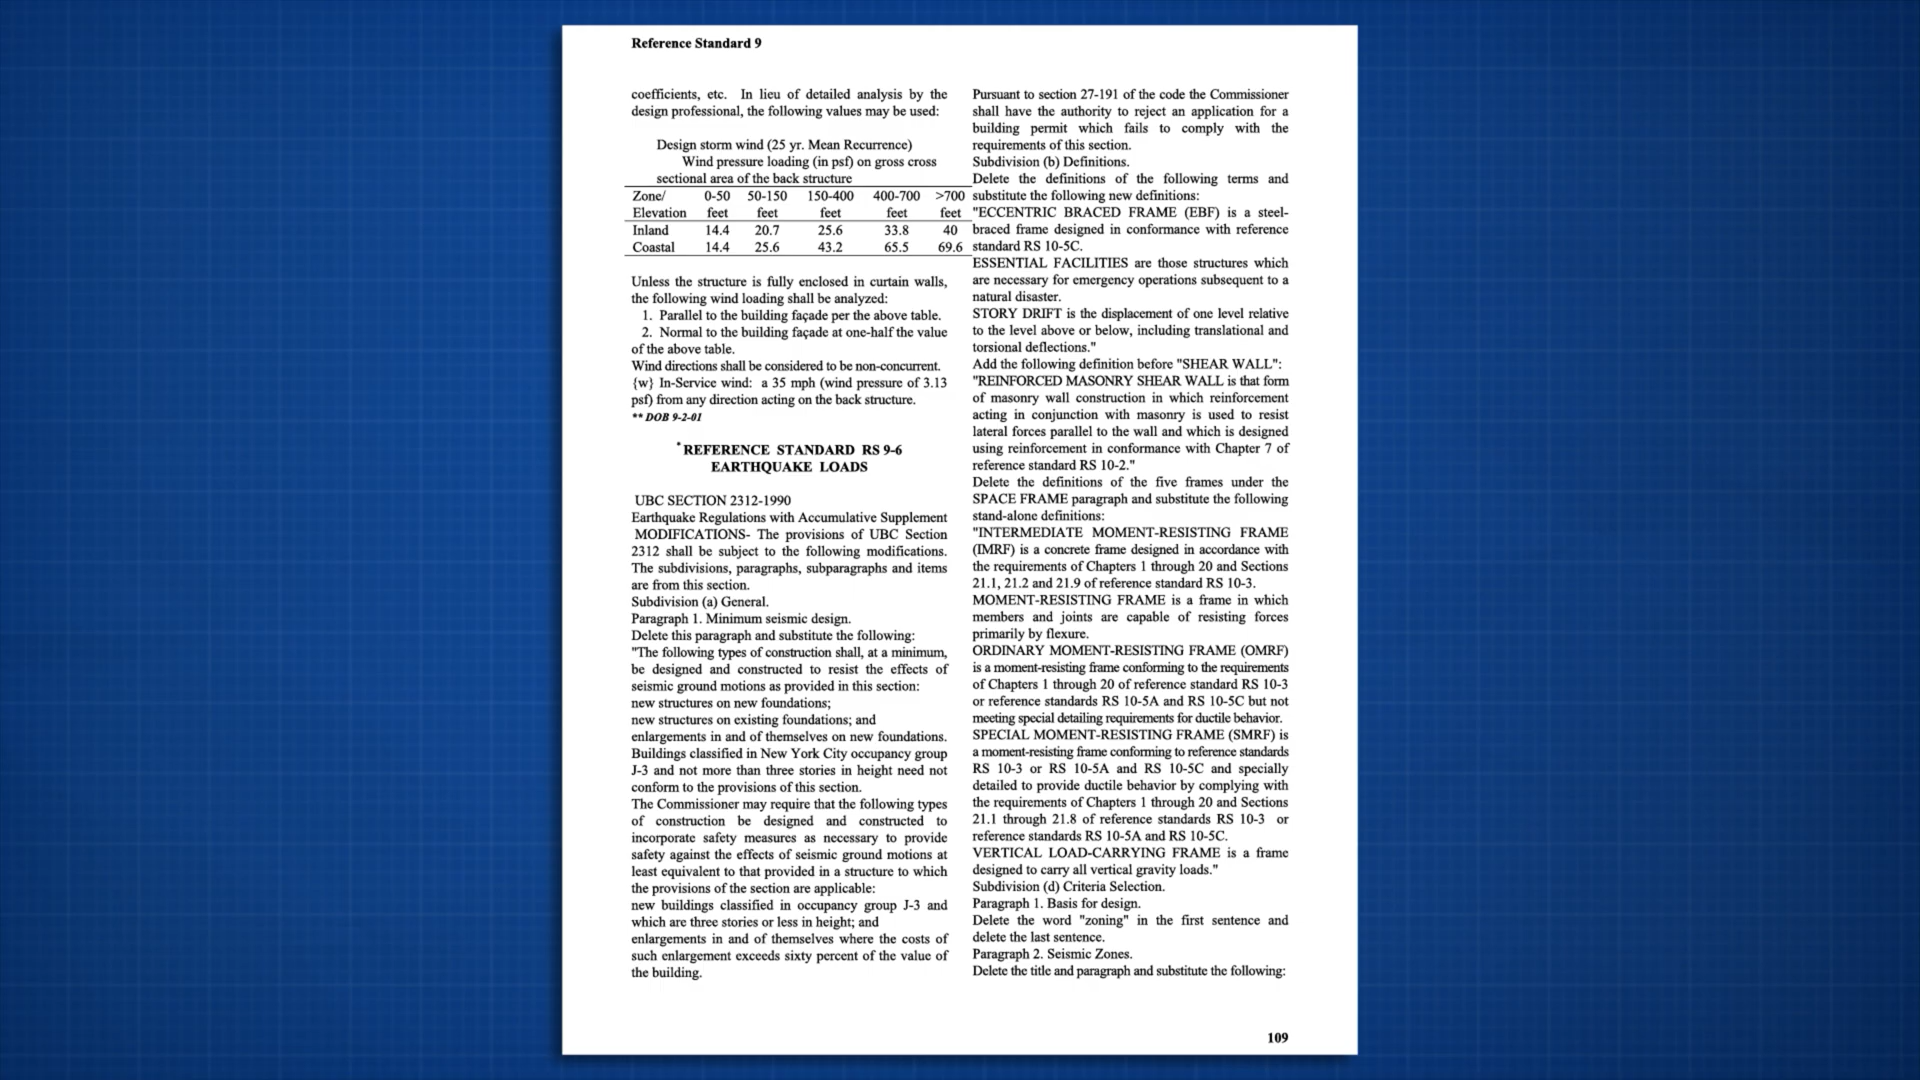 Reference Standard 9
coefficients, etc. In lieu of detailed analysis by the
design professional, the following values may be used:
Design storm wind (25 yr. Mean Recurrence)
Wind pressure loading (in psf) on gross cross
sectional area of the back structure
Zone/ 0-50 50-150 150-400 400-700 >700
Elevation feet feet feet feet feet
Inland 14.4 20.7 25.6 33.8 40
Coastal 14.4 25.6 43.2 65.5 69.6
Unless the structure is fully enclosed in curtain walls,
the following wind loading shall be analyzed:
1. Parallel to the building façade per the above table.
2. Normal to the building façade at one-half the value
of the above table.
Wind directions shall be considered to be non-concurrent.
{w} In-Service wind: a 35 mph (wind pressure of 3.13
psf) from any direction acting on the back structure.
** DOB 9-2-01
*REFERENCE STANDARD RS 9-6
EARTHQUAKE LOADS
UBC SECTION 2312-1990
Earthquake Regulations with Accumulative Supplement
MODIFICATIONS- The provisions of UBC Section
2312 shall be subject to the following modifications.
The subdivisions, paragraphs, subparagraphs and items
are from this section.
Subdivision (a) General.
Paragraph 1. Minimum seismic design.
Delete this paragraph and substitute the following:
"The following types of construction shall, at a minimum,
be designed and constructed to resist the effects of
seismic ground motions as provided in this section:
new structures on new foundations;
new structures on existing foundations; and
enlargements in and of themselves on new foundations.
Buildings classified in New York City occupancy group
J-3 and not more than three stories in height need not
conform to the provisions of this section.
The Commissioner may require that the following types
of construction be designed and constructed to
incorporate safety measures as necessary to provide
safety against the effects of seismic ground motions at
least equivalent to that provided in a structure to which
the provisions of the section are applicable:
new buildings classified in occupancy group J-3 and
which are three stories or less in height; and
enlargements in and of themselves where the costs of
such enlargement exceeds sixty percent of the value of
the building.
Pursuant to section 27-191 of the code the Commissioner
shall have the authority to reject an application for a
building permit which fails to comply with the
requirements of this section.
Subdivision (b) Definitions.
Delete the definitions of the following terms and
substitute the following new definitions:
"ECCENTRIC BRACED FRAME (EBF) is a steel-
braced frame designed in conformance with reference
standard RS 10-5C.
ESSENTIAL FACILITIES are those structures which
are necessary for emergency operations subsequent to a
natural disaster.
STORY DRIFT is the displacement of one level relative
to the level above or below, including translational and
torsional deflections."
Add the following definition before "SHEAR WALL":
"REINFORCED MASONRY SHEAR WALL is that form
of masonry wall construction in which reinforcement
acting in conjunction with masonry is used to resist
lateral forces parallel to the wall and which is designed
using reinforcement in conformance with Chapter 7 of
reference standard RS 10-2."
Delete the definitions of the five frames under the
SPACE FRAME paragraph and substitute the following
stand-alone definitions:
"INTERMEDIATE MOMENT-RESISTING FRAME
(IMRF) is a concrete frame designed in accordance with
the requirements of Chapters 1 through 20 and Sections
21.1, 21.2 and 21.9 of reference standard RS 10-3.
MOMENT-RESISTING FRAME is a frame in which
members and joints are capable of resisting forces
primarily by flexure.
ORDINARY MOMENT-RESISTING FRAME (OMRF)
is a moment-resisting frame conforming to the requirements
of Chapters 1 through 20 of reference standard RS 10-3
or reference standards RS 10-5A and RS 10-5C but not
meeting special detailing requirements for ductile behavior.
SPECIAL MOMENT-RESISTING FRAME (SMRF) is
a moment-resisting frame conforming to reference standards
RS 10-3 or RS 10-5A and RS 10-5C and specially
detailed to provide ductile behavior by complying with
the requirements of Chapters 1 through 20 and Sections
21.1 through 21.8 of reference standards RS 10-3 or
reference standards RS 10-5A and RS 10-5C.
VERTICAL LOAD-CARRYING FRAME is a frame
designed to carry all vertical gravity loads."
Subdivision (d) Criteria Selection.
Paragraph 1. Basis for design.
Delete the word "zoning" in the first sentence and
delete the last sentence.
Paragraph 2. Seismic Zones.
Delete the title and paragraph and substitute the following:
109